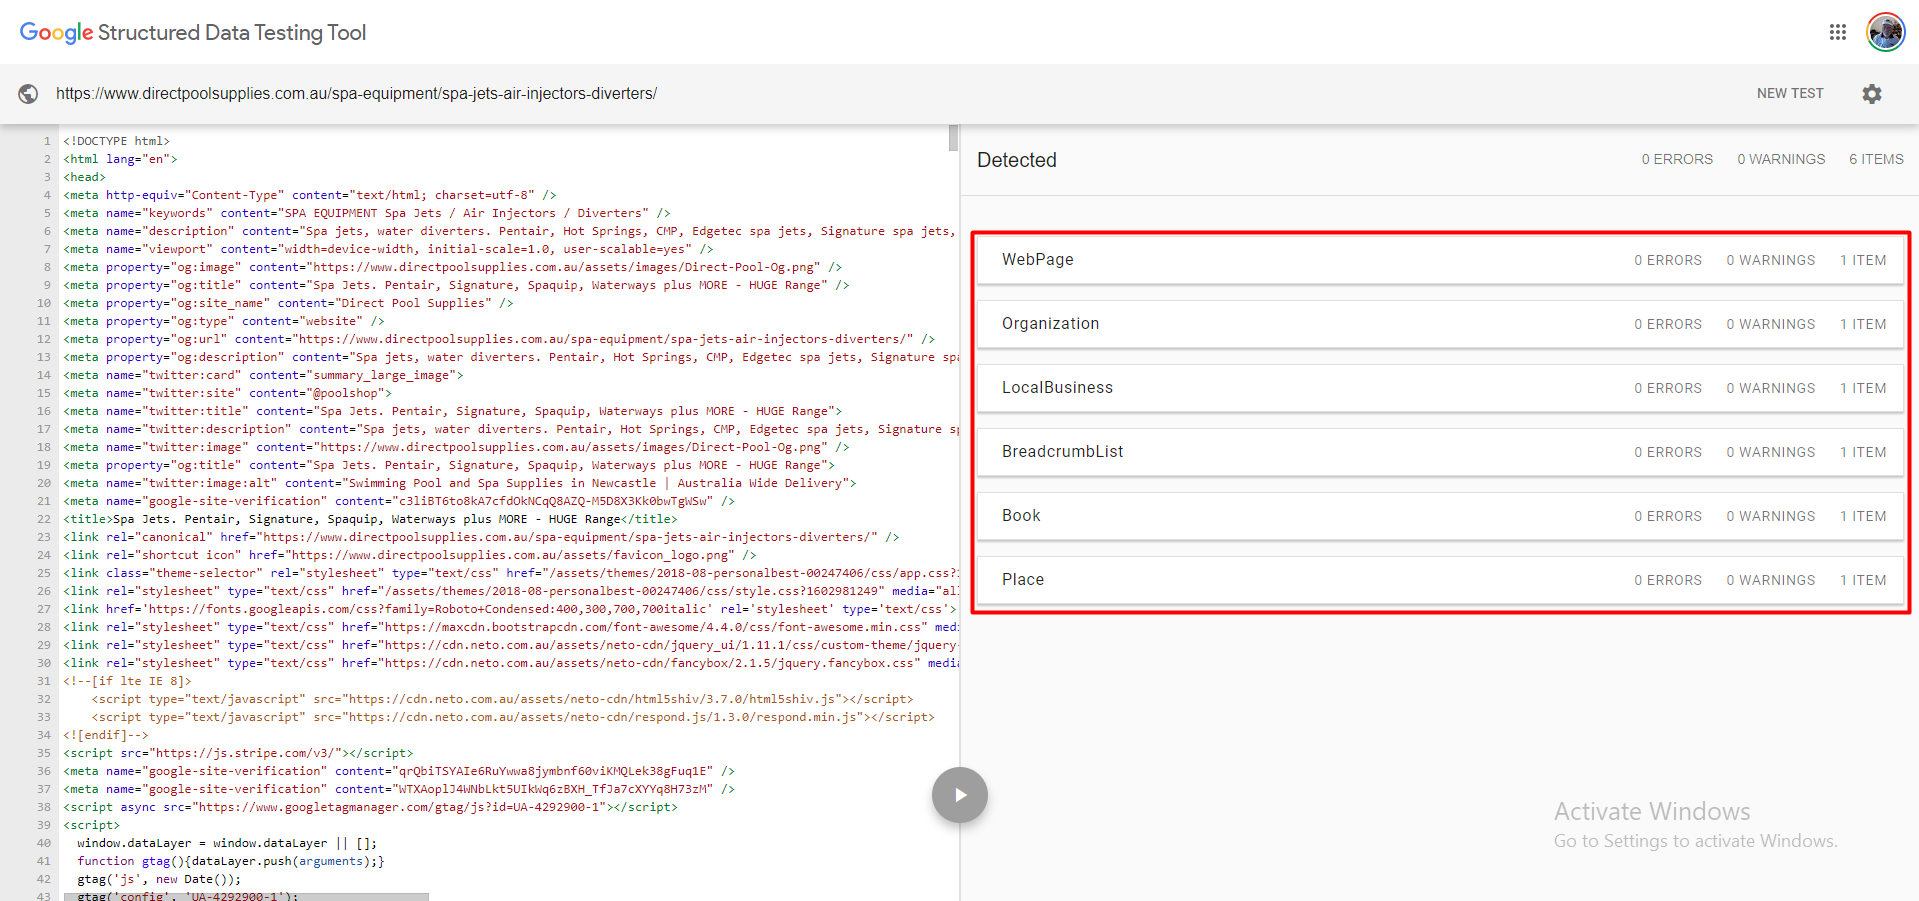 Google Structured Data Testing Tool
https://www.directpoolsupplies.com.au/spa-equipment/spa-jets-air-injectors-diverters/
NEW TEST
1 <!DOCTYPE html>
2 <html lang="en">
3 <head>
4 <meta http-equiv="Content-Type" content="text/html; charset=utf-8" />
5 <meta name="keywords" content="SPA EQUIPMENT Spa Jets / Air Injectors / Diverters" />
6 <meta name="description" content="Spa jets, water diverters. Pentair, Hot Springs, CMP, Edgetec spa jets, Signature spa jets,
7 <meta name="viewport" content="width=device-width, initial-scale=1.0, user-scalable=yes" />
8 <meta property="og:image" content="https://www.directpoolsupplies.com.au/assets/images/Direct-Pool-Og.png" />
9 <meta property="og:title" content="Spa Jets. Pentair, Signature, Spaquip, Waterways plus MORE - HUGE Range" />
10 <meta property="og:site_name" content="Direct Pool Supplies" />
11 <meta property="og:type" content="website" />
12 <meta property="og:url" content="https://www.directpoolsupplies.com.au/spa-equipment/spa-jets-air-injectors-diverters/" />
13 <meta property="og:description" content="Spa jets, water diverters. Pentair, Hot Springs, CMP, Edgetec spa jets, Signature spa
14 <meta name="twitter:card" content="summary_large_image">
15 <meta name="twitter:site" content="@poolshop">
16 <meta name="twitter:title" content="Spa Jets. Pentair, Signature, Spaquip, Waterways plus MORE - HUGE Range">
17 <meta name="twitter:description" content="Spa jets, water diverters. Pentair, Hot Springs, CMP, Edgetec spa jets, Signature sp
18 <meta name="twitter:image" content="https://www.directpoolsupplies.com.au/assets/images/Direct-Pool-Og.png" />
19 <meta property="og:title" content="Spa Jets. Pentair, Signature, Spaquip, Waterways plus MORE - HUGE Range">
20 <meta name="twitter:image:alt" content="Swimming Pool and Spa Supplies in Newcastle | Australia Wide Delivery">
21 <meta name="google-site-verification" content="c3liBT6to8kA7cfdOkNCqQ8AZQ-M5D8X3Kk0bwTgWSw" />
22 <title>Spa Jets. Pentair, Signature, Spaquip, Waterways plus MORE - HUGE Range</title>
23 <link rel="canonical" href="https://www.directpoolsupplies.com.au/spa-equipment/spa-jets-air-injectors-diverters/" />
24 <link rel="shortcut icon" href="https://www.directpoolsupplies.com.au/assets/favicon_logo.png" />
25 <link class="theme-selector" rel="stylesheet" type="text/css" href="/assets/themes/2018-08-personalbest-00247406/css/app.css?1
26 <link rel="stylesheet" type="text/css" href="/assets/themes/2018-08-personalbest-00247406/css/style.css?1602981249" media="all
27 <link href='https://fonts.googleapis.com/css?family=Roboto+Condensed:400,300,700,700italic' rel='stylesheet' type='text/css'>
28 <link rel="stylesheet" type="text/css" href="https://maxcdn.bootstrapcdn.com/font-awesome/4.4.0/css/font-awesome.min.css" medi
29 <link rel="stylesheet" type="text/css" href="https://cdn.neto.com.au/assets/neto-cdn/jquery_ui/1.11.1/css/custom-theme/jquery-
30 <link rel="stylesheet" type="text/css" href="https://cdn.neto.com.au/assets/neto-cdn/fancybox/2.1.5/jquery.fancybox.css" media
31 <!--[if lte IE 8]>
32 <script type="text/javascript" src="https://cdn.neto.com.au/assets/neto-cdn/html5shiv/3.7.0/html5shiv.js"></script>
33 <script type="text/javascript" src="https://cdn.neto.com.au/assets/neto-cdn/respond.js/1.3.0/respond.min.js"></script>
34 <![endif]-->
35 <script src="https://js.stripe.com/v3/"></script>
36 <meta name="google-site-verification" content="qrQbiTSYAIe6RuYwwa8jymbnf60viKMQLek38gFuq1E" />
37 <meta name="google-site-verification" content="WTXAoplJ4WNbLkt5UIkWq6zBXH_TfJa7cXYYq8H73zM" />
38 <script async src="https://www.googletagmanager.com/gtag/js?id=UA-4292900-1"></script>
39 <script>
40 window.dataLayer = window.dataLayer || [];
41 function gtag(){dataLayer.push(arguments);}
42 gtag('js', new Date());
43 gtag('config', 'UA-4292900-1');
Detected 0 ERRORS 0 WARNINGS 6 ITEMS
WebPage 0 ERRORS 0 WARNINGS 1 ITEM
Organization 0 ERRORS 0 WARNINGS 1 ITEM
LocalBusiness 0 ERRORS 0 WARNINGS 1 ITEM
BreadcrumbList 0 ERRORS 0 WARNINGS 1 ITEM
Book 0 ERRORS 0 WARNINGS 1 ITEM
Place 0 ERRORS 0 WARNINGS 1 ITEM
Activate Windows
Go to Settings to activate Windows.